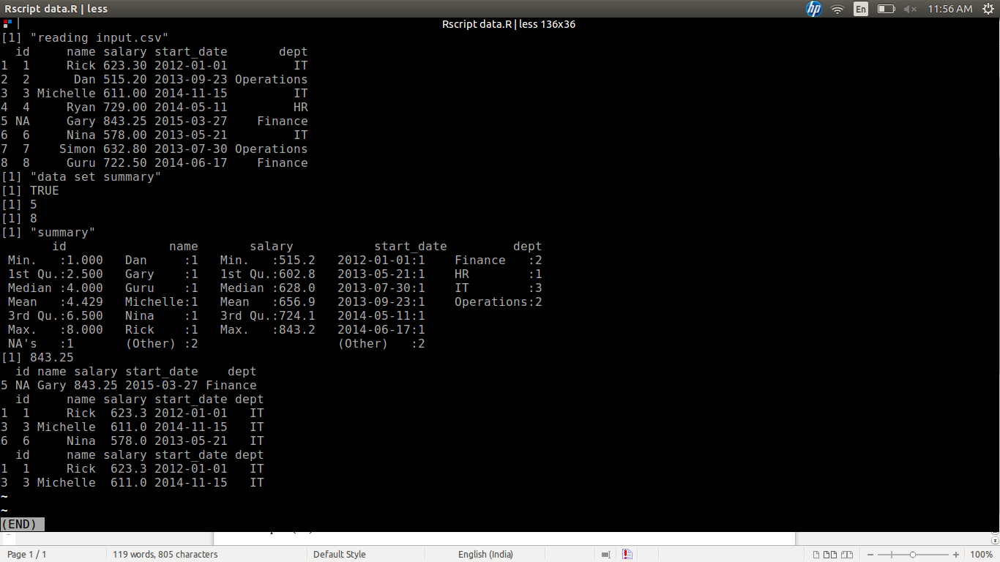 Rscript data.R | less
hp En 11:56 AM
Rscript data.R | less 136x36
[1] "reading input.csv"
  id     name salary start_date       dept
1  1     Rick 623.30 2012-01-01         IT
2  2      Dan 515.20 2013-09-23 Operations
3  3 Michelle 611.00 2014-11-15         IT
4  4     Ryan 729.00 2014-05-11         HR
5 NA     Gary 843.25 2015-03-27    Finance
6  6     Nina 578.00 2013-05-21         IT
7  7    Simon 632.80 2013-07-30 Operations
8  8     Guru 722.50 2014-06-17    Finance
[1] "data set summary"
[1] TRUE
[1] 5
[1] 8
[1] "summary"
       id              name       salary           start_date         dept
 Min.   :1.000   Dan     :1   Min.   :515.2   2012-01-01:1    Finance   :2
 1st Qu.:2.500   Gary    :1   1st Qu.:602.8   2013-05-21:1    HR        :1
 Median :4.000   Guru    :1   Median :628.0   2013-07-30:1    IT        :3
 Mean   :4.429   Michelle:1   Mean   :656.9   2013-09-23:1    Operations:2
 3rd Qu.:6.500   Nina    :1   3rd Qu.:724.1   2014-05-11:1
 Max.   :8.000   Rick    :1   Max.   :843.2   2014-06-17:1
 NA's   :1       (Other) :2                   (Other)   :2
[1] 843.25
  id name salary start_date    dept
5 NA Gary 843.25 2015-03-27 Finance
  id     name salary start_date dept
1  1     Rick  623.3 2012-01-01   IT
3  3 Michelle  611.0 2014-11-15   IT
6  6     Nina  578.0 2013-05-21   IT
  id     name salary start_date dept
1  1     Rick  623.3 2012-01-01   IT
3  3 Michelle  611.0 2014-11-15   IT
~
~
(END)
Page 1 / 1 119 words, 805 characters Default Style English (India) 100%